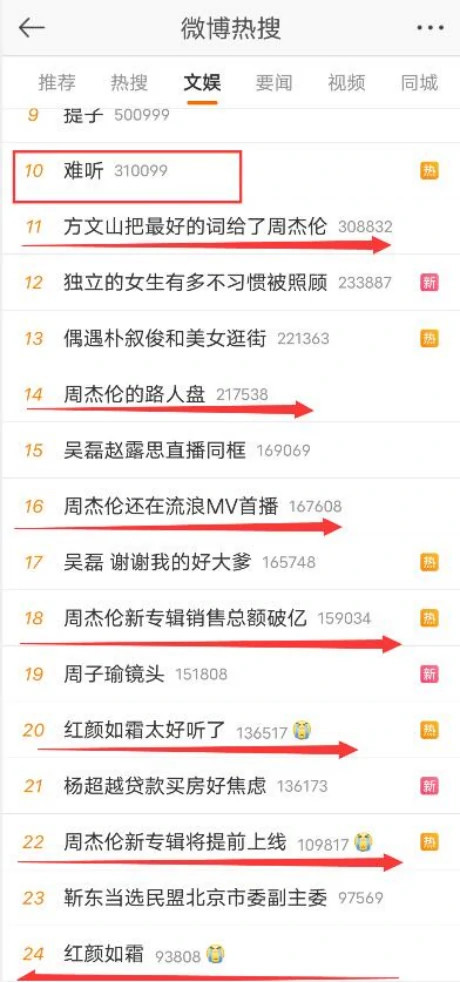 微博热搜
推荐 热搜 文娱 要闻 视频 同城
9 提子 500999
10 难听 310099 热
11 方文山把最好的词给了周杰伦 308832
12 独立的女生有多不习惯被照顾 233887 新
13 偶遇朴叙俊和美女逛街 221363 热
14 周杰伦的路人盘 217538
15 吴磊赵露思直播同框 169069
16 周杰伦还在流浪MV首播 167608
17 吴磊 谢谢我的好大爹 165748 热
18 周杰伦新专辑销售总额破亿 159034 热
19 周子瑜镜头 151808 新
20 红颜如霜太好听了 136517 热
21 杨超越贷款买房好焦虑 136173 新
22 周杰伦新专辑将提前上线 109817 热
23 靳东当选民盟北京市委副主委 97569
24 红颜如霜 93808